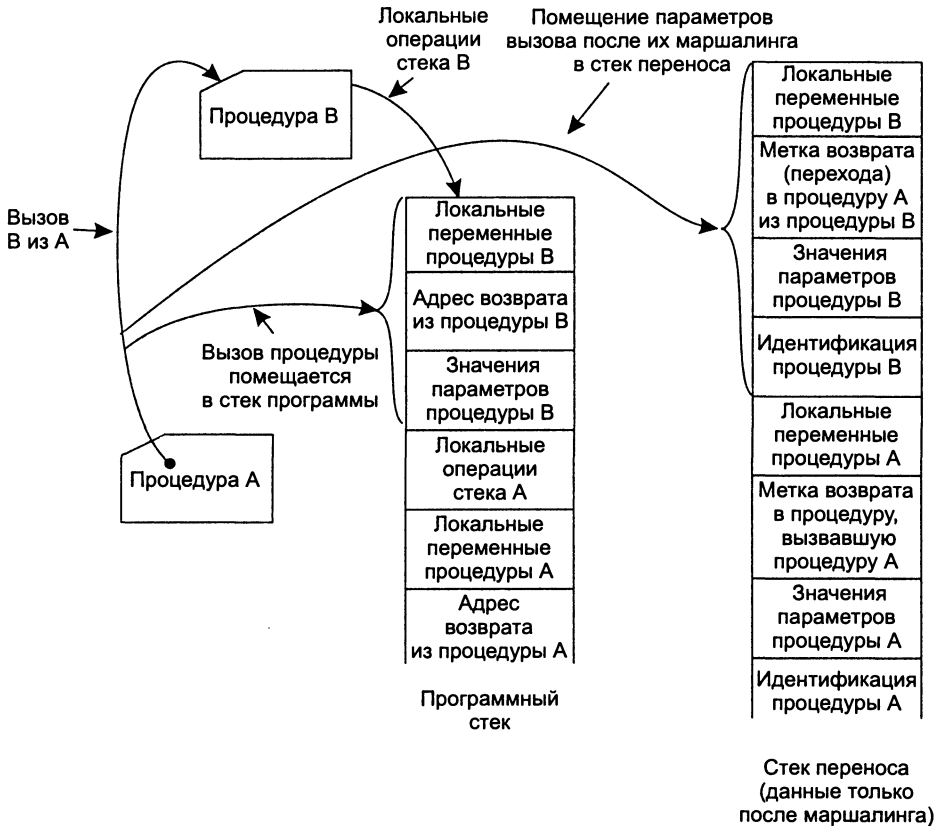 Локальные
операции
стека B
Помещение параметров
вызова после их маршалинга
в стек переноса
Процедура B
Вызов
B из A
Вызов процедуры
помещается
в стек программы
Процедура A
Локальные
переменные
процедуры B
Адрес возврата
из процедуры B
Значения
параметров
процедуры B
Локальные
операции
стека A
Локальные
переменные
процедуры A
Адрес
возврата
из процедуры A
Программный
стек
Локальные
переменные
процедуры B
Метка возврата
(перехода)
в процедуру A
из процедуры B
Значения
параметров
процедуры B
Идентификация
процедуры B
Локальные
переменные
процедуры A
Метка возврата
в процедуру,
вызвавшую
процедуру A
Значения
параметров
процедуры A
Идентификация
процедуры A
Стек переноса
(данные только
после маршалинга)